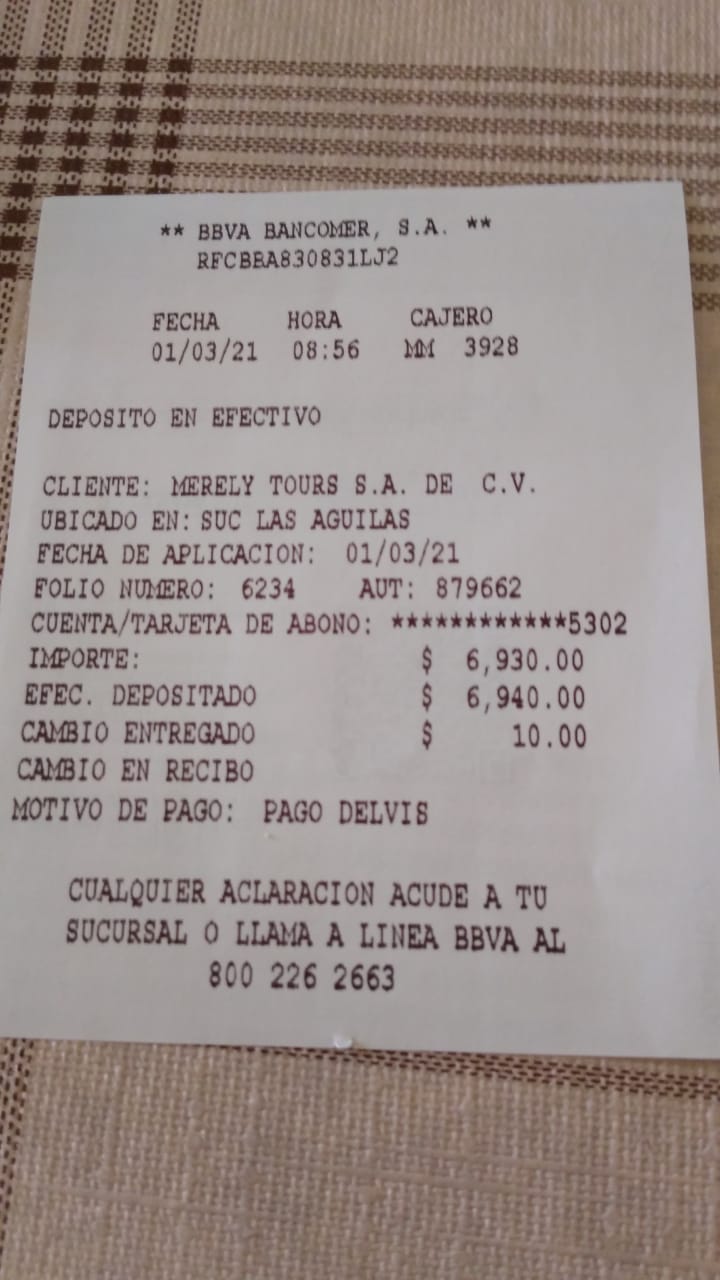 ** BBVA BANCOMER, S.A. **
RFCBBA830831LJ2
FECHA HORA CAJERO
01/03/21 08:56 MM 3928
DEPOSITO EN EFECTIVO
CLIENTE: MERELY TOURS S.A. DE C.V.
UBICADO EN: SUC LAS AGUILAS
FECHA DE APLICACION: 01/03/21
FOLIO NUMERO: 6234 AUT: 879662
CUENTA/TARJETA DE ABONO: ************5302
IMPORTE: $ 6,930.00
EFEC. DEPOSITADO $ 6,940.00
CAMBIO ENTREGADO $ 10.00
CAMBIO EN RECIBO
MOTIVO DE PAGO: PAGO DELVIS
CUALQUIER ACLARACION ACUDE A TU
SUCURSAL O LLAMA A LINEA BBVA AL
800 226 2663